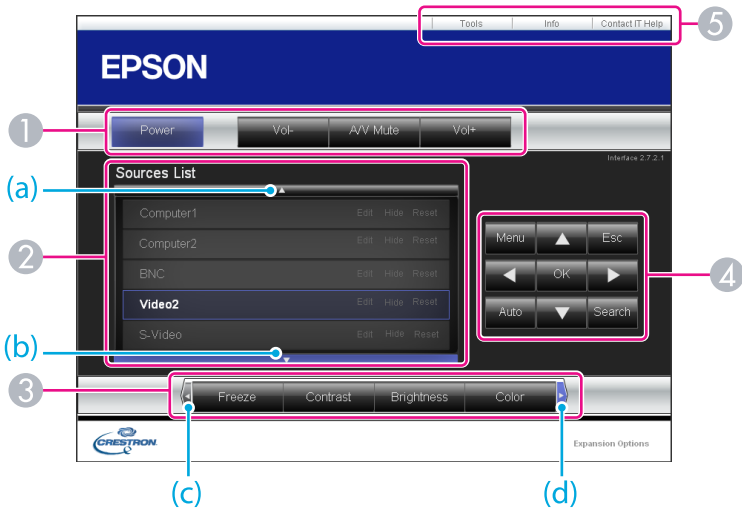 Tools Info Contact IT Help 5
EPSON
1 Power Vol- A/V Mute Vol+
Interface 2.7.2.1
Sources List
(a)
Computer1 Edit Hide Reset
Computer2 Edit Hide Reset
2 BNC Edit Hide Reset
Video2 Edit Hide Reset
S-Video Edit Hide Reset
(b)
Menu Esc
OK 4
Auto Search
3 Freeze Contrast Brightness Color
CRESTRON Expansion Options
(c) (d)